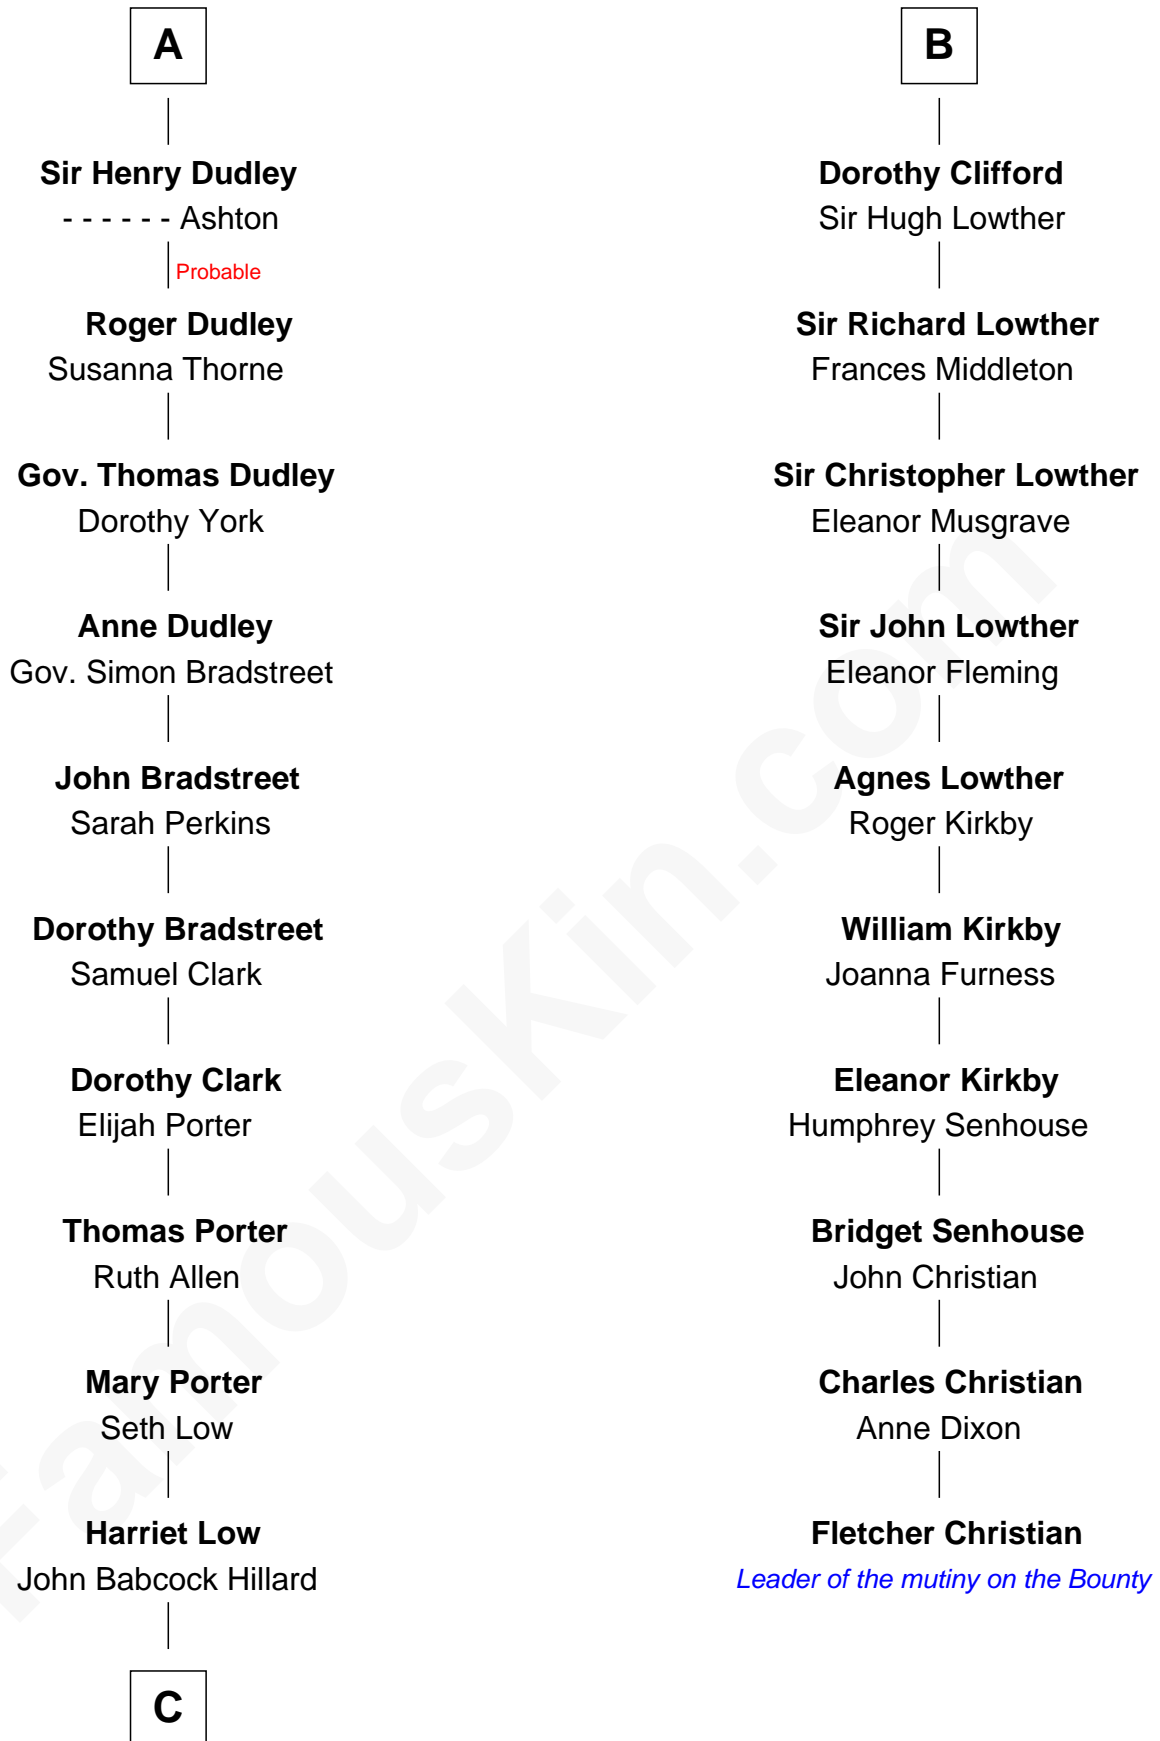 A
Sir Henry Dudley
- - - - - - Ashton
Probable
Roger Dudley
Susanna Thorne
Gov. Thomas Dudley
Dorothy York
Anne Dudley
Gov. Simon Bradstreet
John Bradstreet
Sarah Perkins
Dorothy Bradstreet
Samuel Clark
Dorothy Clark
Elijah Porter
Thomas Porter
Ruth Allen
Mary Porter
Seth Low
Harriet Low
John Babcock Hillard
C
B
Dorothy Clifford
Sir Hugh Lowther
Sir Richard Lowther
Frances Middleton
Sir Christopher Lowther
Eleanor Musgrave
Sir John Lowther
Eleanor Fleming
Agnes Lowther
Roger Kirkby
William Kirkby
Joanna Furness
Eleanor Kirkby
Humphrey Senhouse
Bridget Senhouse
John Christian
Charles Christian
Anne Dixon
Fletcher Christian
Leader of the mutiny on the Bounty
FamousKin.com